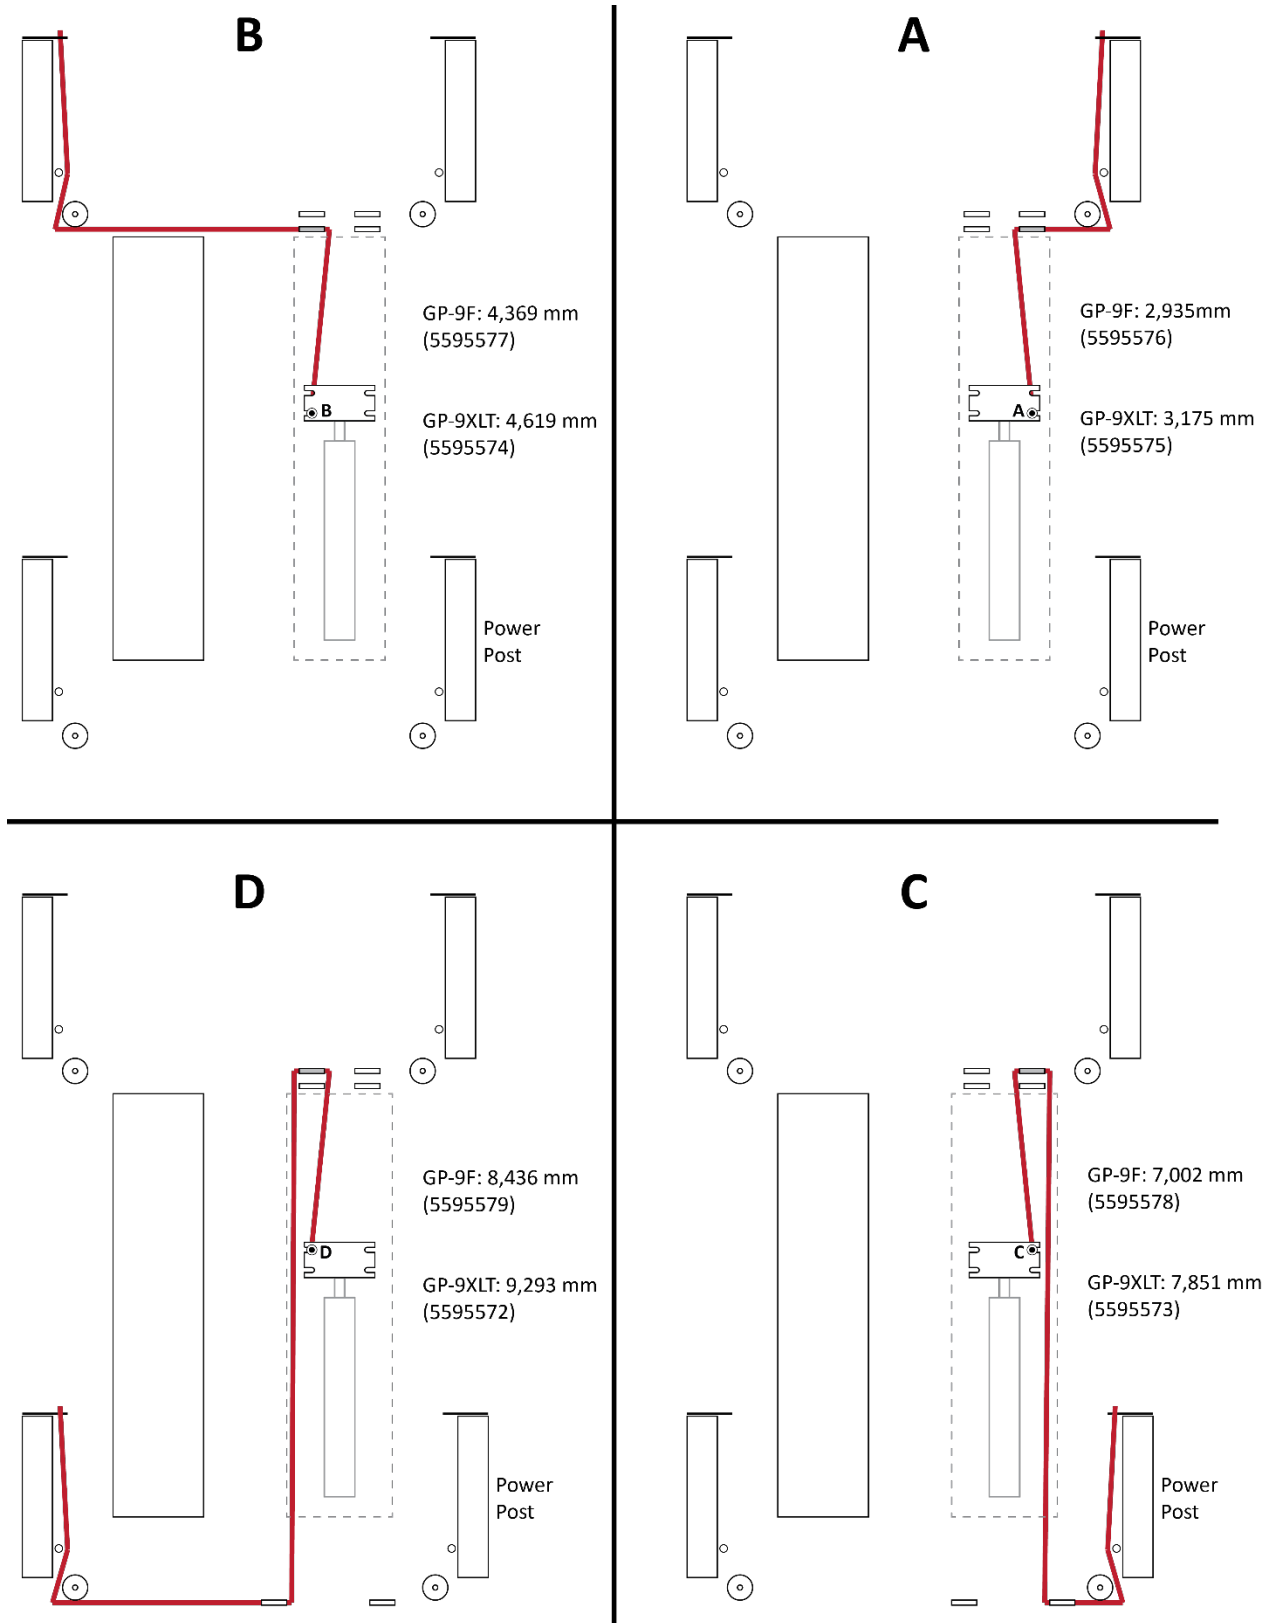 B
GP-9F: 4,369 mm
(5595577)
B
GP-9XLT: 4,619 mm
(5595574)
Power
Post
A
GP-9F: 2,935mm
(5595576)
A
GP-9XLT: 3,175 mm
(5595575)
Power
Post
D
GP-9F: 8,436 mm
(5595579)
D
GP-9XLT: 9,293 mm
(5595572)
Power
Post
C
GP-9F: 7,002 mm
(5595578)
C
GP-9XLT: 7,851 mm
(5595573)
Power
Post